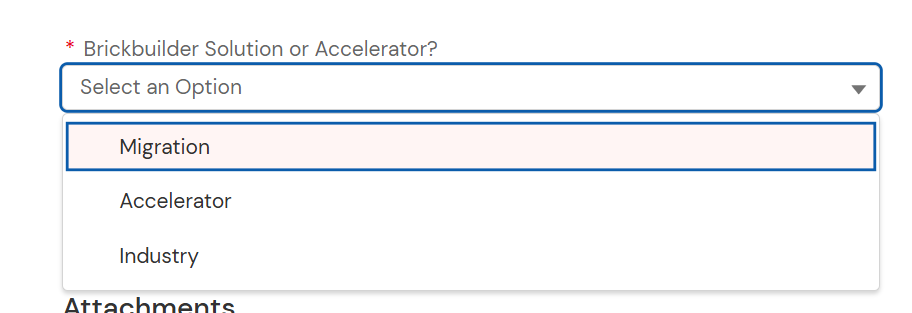 * Brickbuilder Solution or Accelerator?
Select an Option
Migration
Accelerator
Industry
Attachments